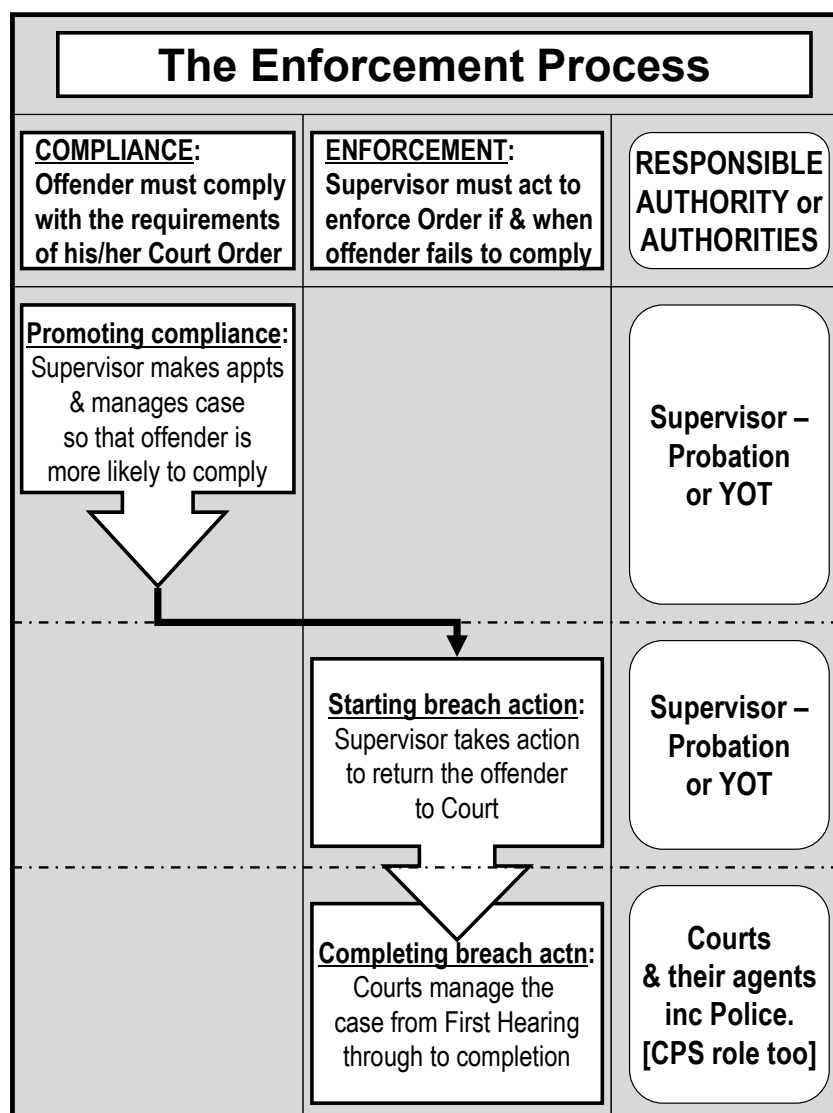 The Enforcement Process
COMPLIANCE:
Offender must comply
with the requirements
of his/her Court Order
ENFORCEMENT:
Supervisor must act to
enforce Order if & when
offender fails to comply
RESPONSIBLE
AUTHORITY or
AUTHORITIES
Promoting compliance:
Supervisor makes appts
& manages case
so that offender is
more likely to comply
Supervisor –
Probation
or YOT
Starting breach action:
Supervisor takes action
to return the offender
to Court
Supervisor –
Probation
or YOT
Completing breach actn:
Courts manage the
case from First Hearing
through to completion
Courts
& their agents
inc Police.
[CPS role too]